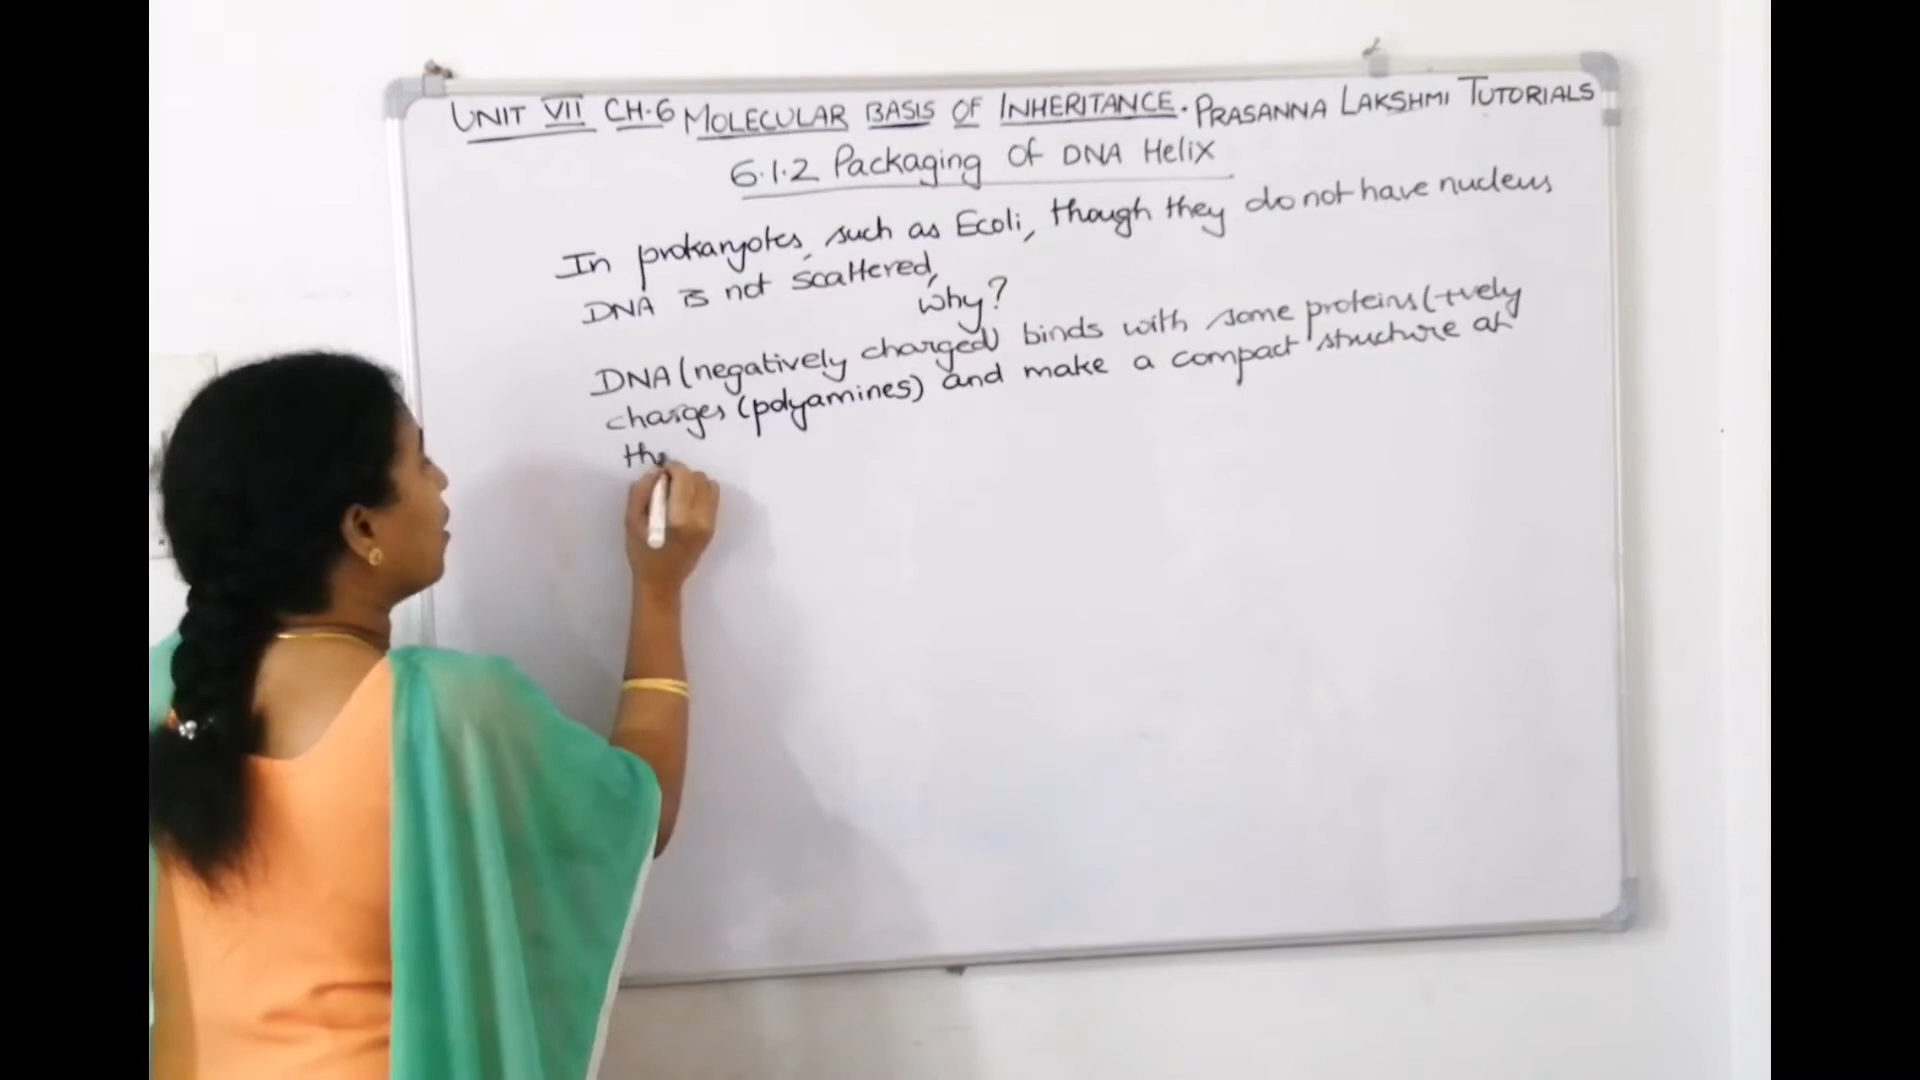 UNIT VII CH-6 MOLECULAR BASIS OF INHERITANCE. PRASANNA LAKSHMI TUTORIALS
6.1.2 Packaging Of DNA Helix
In prokaryotes, such as Ecoli, though they do not have nucleus
DNA is not scattered,
why?
DNA (negatively charged) binds with some proteins (+vely
charges (polyamines) and make a compact structure at
the